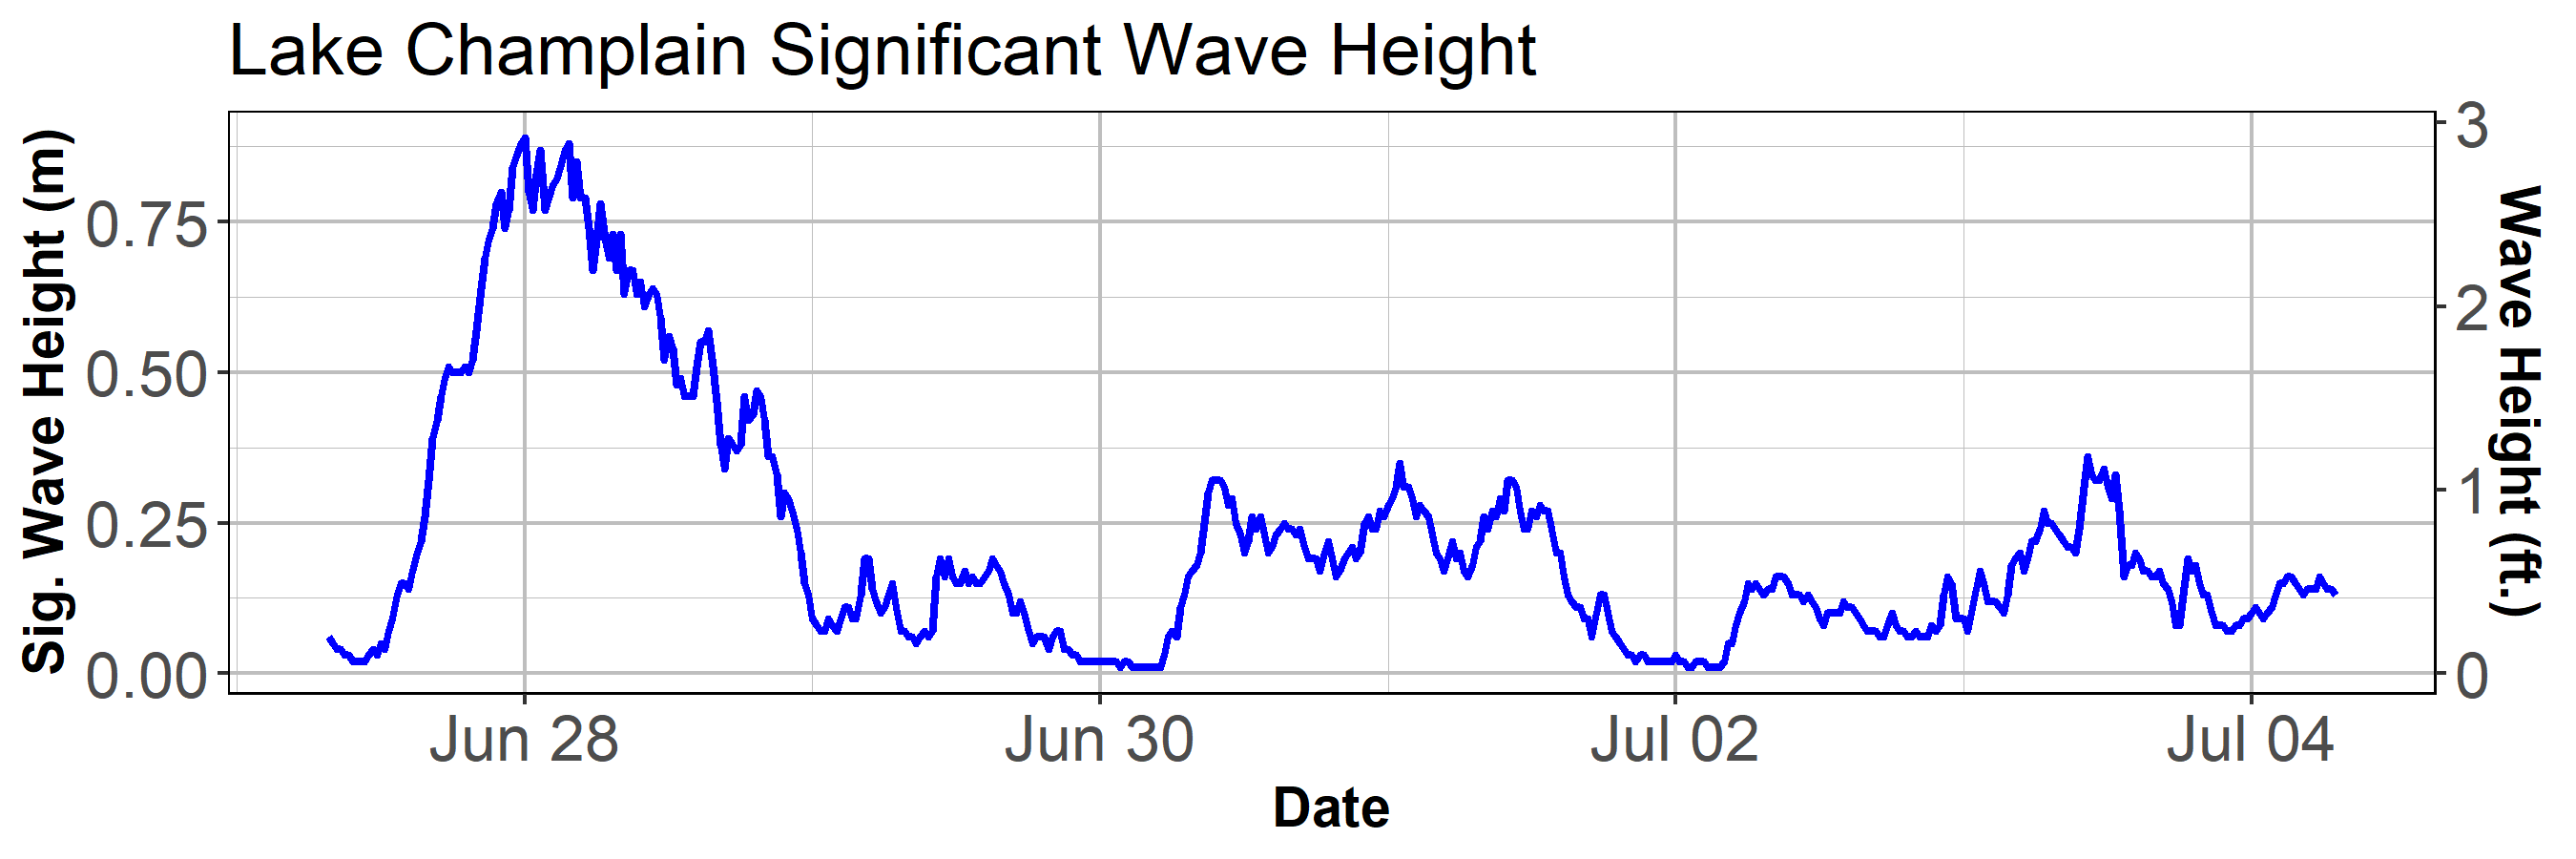 Lake Champlain Significant Wave Height
Sig. Wave Height (m)
0.75
0.50
0.25
0.00
3
2
1
0
Wave Height (ft.)
Jun 28
Jun 30
Jul 02
Jul 04
Date